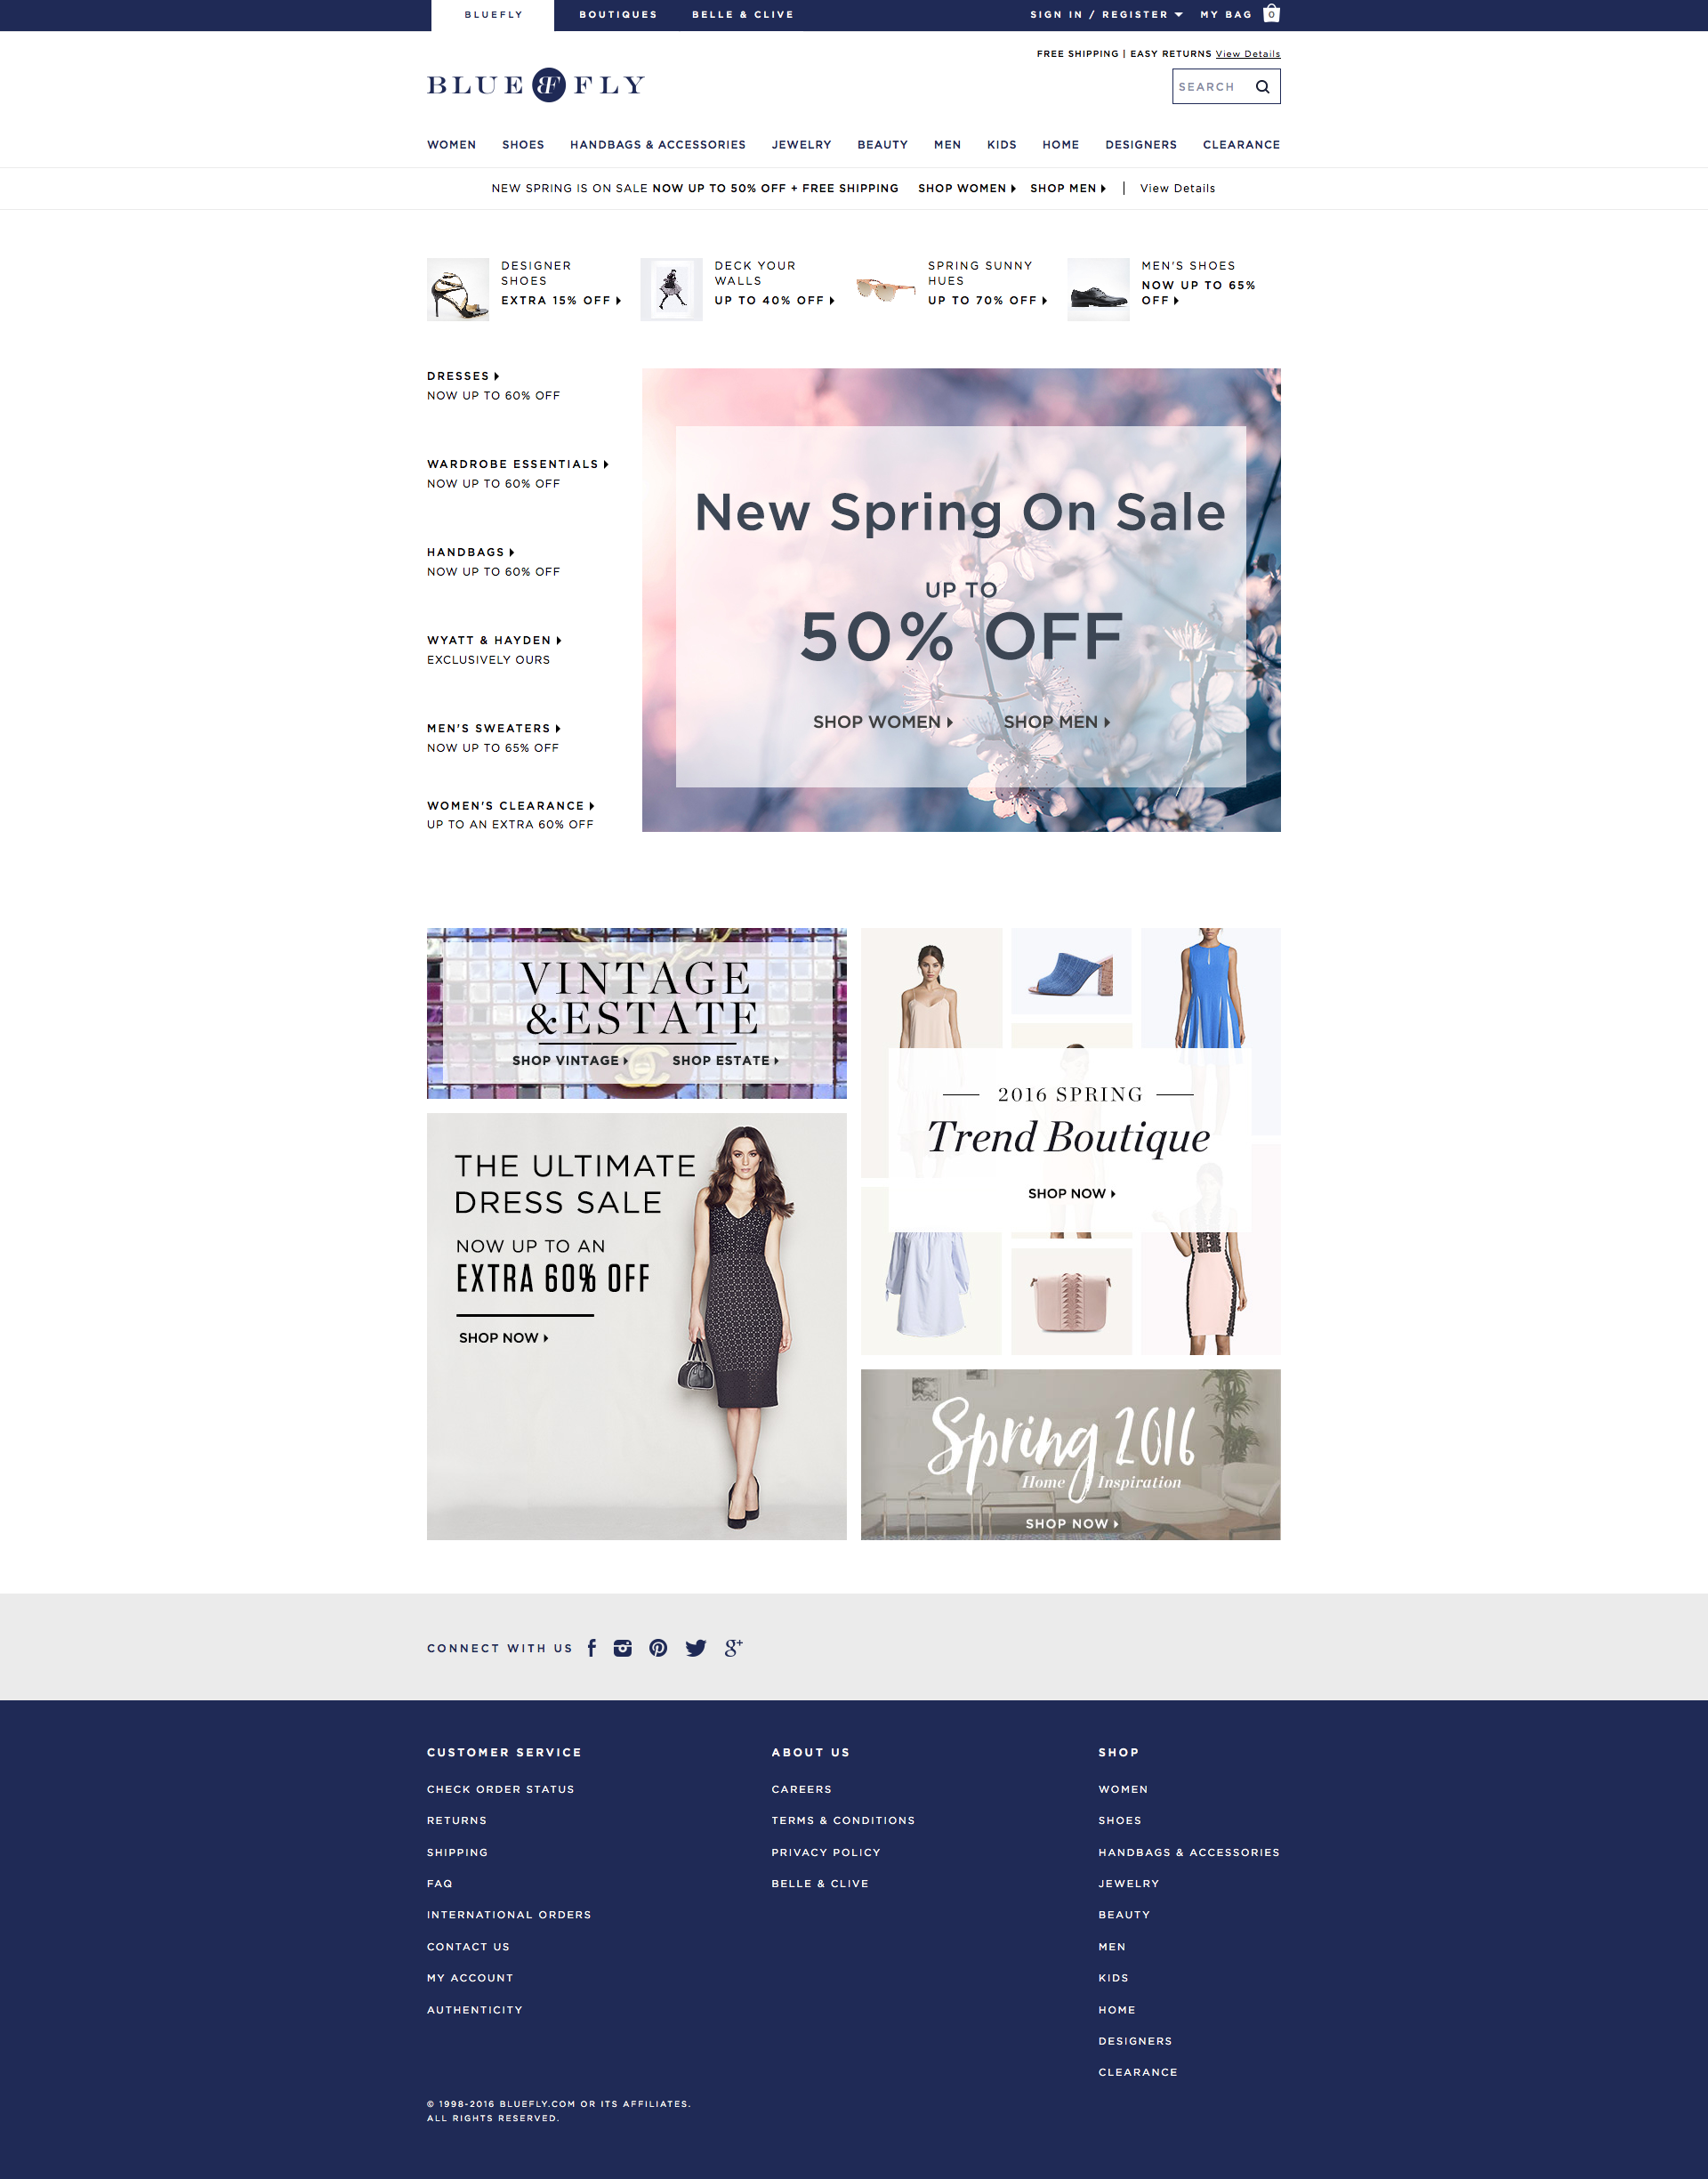 BLUEFLY BOUTIQUES BELLE & CLIVE SIGN IN / REGISTER MY BAG 0
FREE SHIPPING | EASY RETURNS View Details
BLUE BF FLY
SEARCH
WOMEN SHOES HANDBAGS & ACCESSORIES JEWELRY BEAUTY MEN KIDS HOME DESIGNERS CLEARANCE
NEW SPRING IS ON SALE NOW UP TO 50% OFF + FREE SHIPPING SHOP WOMEN SHOP MEN | View Details
DESIGNER
SHOES
EXTRA 15% OFF
DECK YOUR
WALLS
UP TO 40% OFF
SPRING SUNNY
HUES
UP TO 70% OFF
MEN'S SHOES
NOW UP TO 65%
OFF
DRESSES
NOW UP TO 60% OFF
WARDROBE ESSENTIALS
NOW UP TO 60% OFF
HANDBAGS
NOW UP TO 60% OFF
WYATT & HAYDEN
EXCLUSIVELY OURS
MEN'S SWEATERS
NOW UP TO 65% OFF
WOMEN'S CLEARANCE
UP TO AN EXTRA 60% OFF
New Spring On Sale
UP TO
50% OFF
SHOP WOMEN SHOP MEN
VINTAGE
&ESTATE
SHOP VINTAGE SHOP ESTATE
THE ULTIMATE
DRESS SALE
NOW UP TO AN
EXTRA 60% OFF
SHOP NOW
2016 SPRING
Trend Boutique
SHOP NOW
Spring 2016
Home Inspiration
SHOP NOW
CONNECT WITH US
CUSTOMER SERVICE
CHECK ORDER STATUS
RETURNS
SHIPPING
FAQ
INTERNATIONAL ORDERS
CONTACT US
MY ACCOUNT
AUTHENTICITY
ABOUT US
CAREERS
TERMS & CONDITIONS
PRIVACY POLICY
BELLE & CLIVE
SHOP
WOMEN
SHOES
HANDBAGS & ACCESSORIES
JEWELRY
BEAUTY
MEN
KIDS
HOME
DESIGNERS
CLEARANCE
© 1998-2016 BLUEFLY.COM OR ITS AFFILIATES.
ALL RIGHTS RESERVED.